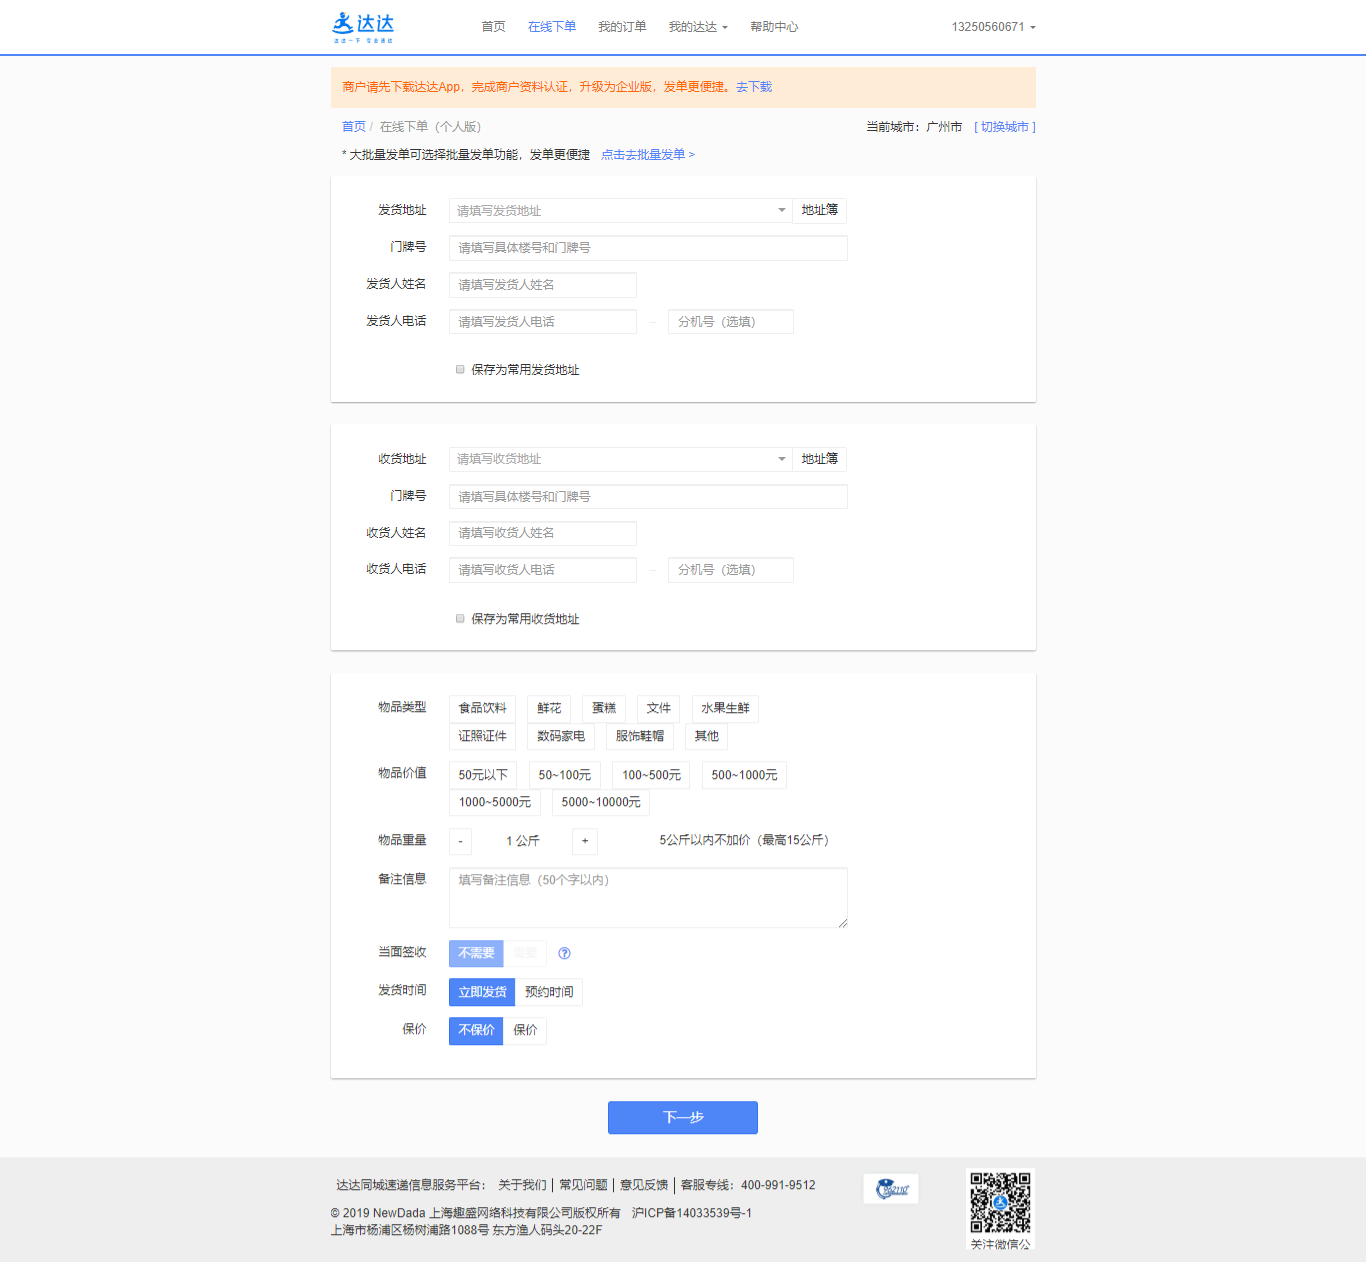 达达
达达一下 专业速达
首页 在线下单 我的订单 我的达达 帮助中心 13250560671
商户请先下载达达App，完成商户资料认证，升级为企业版，发单更便捷。去下载
首页 / 在线下单（个人版） 当前城市：广州市 [ 切换城市 ]
* 大批量发单可选择批量发单功能，发单更便捷 点击去批量发单 >
发货地址 请填写发货地址 地址簿
门牌号 请填写具体楼号和门牌号
发货人姓名 请填写发货人姓名
发货人电话 请填写发货人电话 – 分机号（选填）
保存为常用发货地址
收货地址 请填写收货地址 地址簿
门牌号 请填写具体楼号和门牌号
收货人姓名 请填写收货人姓名
收货人电话 请填写收货人电话 – 分机号（选填）
保存为常用收货地址
物品类型 食品饮料 鲜花 蛋糕 文件 水果生鲜
证照证件 数码家电 服饰鞋帽 其他
物品价值 50元以下 50~100元 100~500元 500~1000元
1000~5000元 5000~10000元
物品重量 - 1 公斤 + 5公斤以内不加价（最高15公斤）
备注信息 填写备注信息（50个字以内）
当面签收 不需要 需要 ?
发货时间 立即发货 预约时间
保价 不保价 保价
下一步
达达同城速递信息服务平台： 关于我们 | 常见问题 | 意见反馈 | 客服专线：400-991-9512
© 2019 NewDada 上海趣盛网络科技有限公司版权所有 沪ICP备14033539号-1
上海市杨浦区杨树浦路1088号 东方渔人码头20-22F
962110
关注微信公